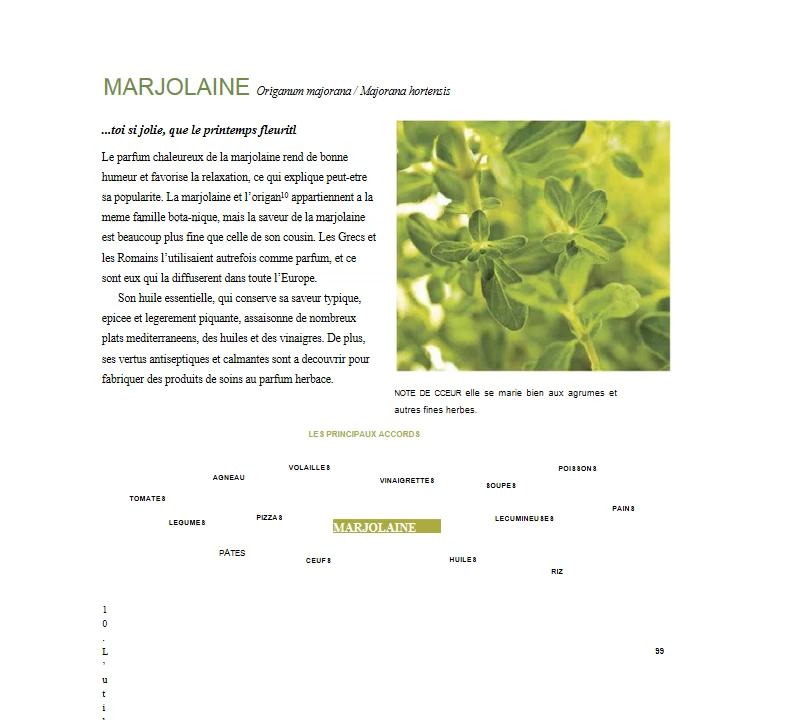 MARJOLAINE Origanum majorana / Majorana hortensis
...toi si jolie, que le printemps fleuritl
Le parfum chaleureux de la marjolaine rend de bonne
humeur et favorise la relaxation, ce qui explique peut-etre
sa popularite. La marjolaine et l’origan¹⁰ appartiennent a la
meme famille bota-nique, mais la saveur de la marjolaine
est beaucoup plus fine que celle de son cousin. Les Grecs et
les Romains l’utilisaient autrefois comme parfum, et ce
sont eux qui la diffuserent dans toute l’Europe.
Son huile essentielle, qui conserve sa saveur typique,
epicee et legerement piquante, assaisonne de nombreux
plats mediterraneens, des huiles et des vinaigres. De plus,
ses vertus antiseptiques et calmantes sont a decouvrir pour
fabriquer des produits de soins au parfum herbace.
NOTE DE CCEUR elle se marie bien aux agrumes et
autres fines herbes.
LES PRINCIPAUX ACCORDS
VOLAILLES
POISSONS
AGNEAU
VINAIGRETTES
SOUPES
TOMATES
PAINS
LEGUMES
PIZZAS
MARJOLAINE
LECUMINEUSES
PÂTES
CEUFS
HUILES
RIZ
1
0
.
L
’
u
t
i
99